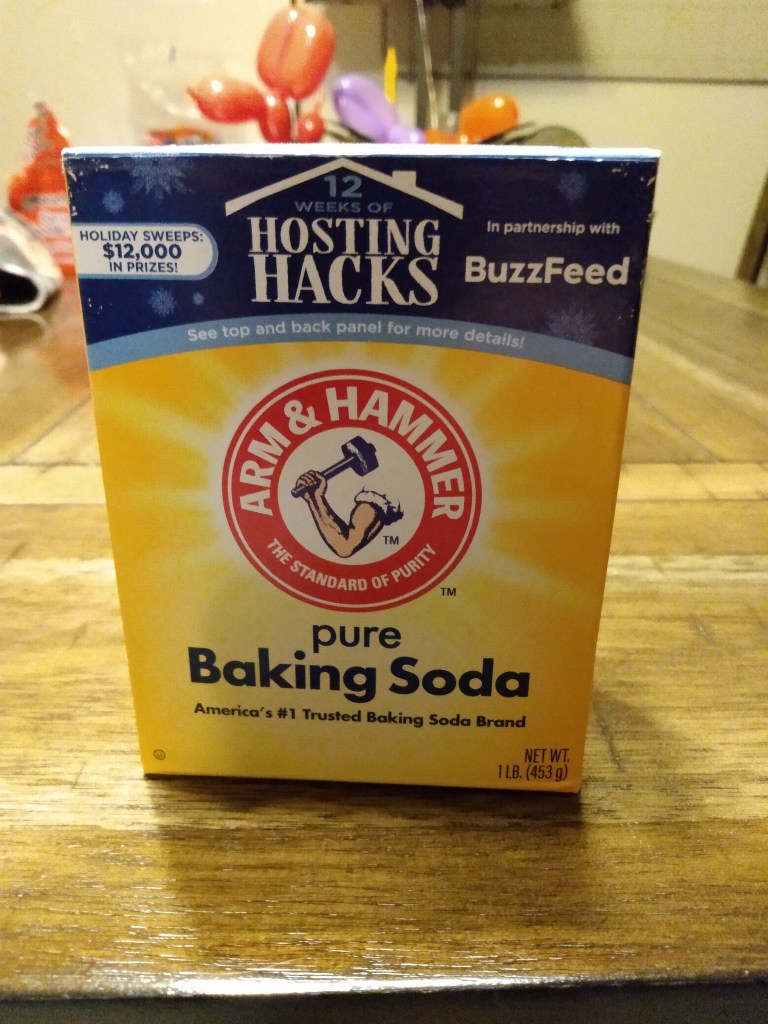 12
WEEKS OF
HOSTING
HACKS
HOLIDAY SWEEPS:
$12,000
IN PRIZES!
In partnership with
BuzzFeed
See top and back panel for more details!
ARM & HAMMER
THE STANDARD OF PURITY
TM
TM
pure
Baking Soda
America's #1 Trusted Baking Soda Brand
U
NET WT.
1 LB. (453 g)